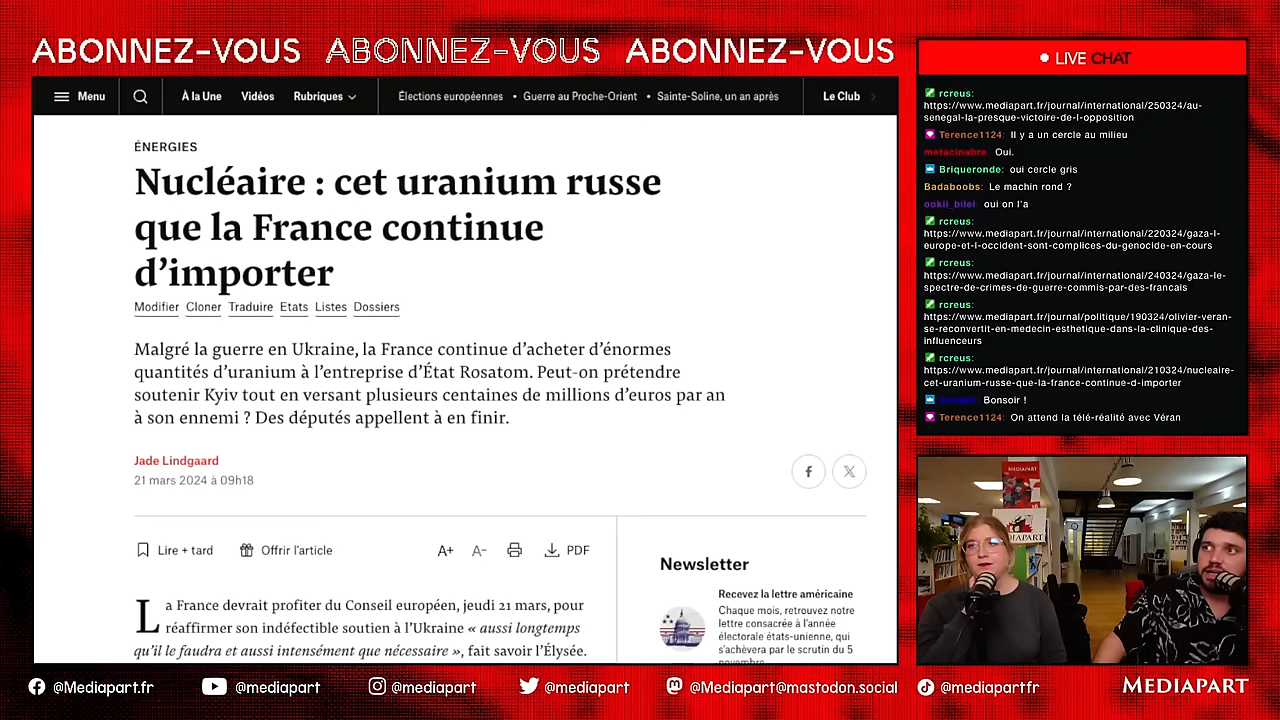 ABONNEZ-VOUS ABONNEZ-VOUS ABONNEZ-VOUS
Menu À la Une Vidéos Rubriques Élections européennes • Guerre au Proche-Orient • Sainte-Soline, un an après Le Club
ÉNERGIES
Nucléaire : cet uranium russe
que la France continue
d’importer
Modifier Cloner Traduire Etats Listes Dossiers
Malgré la guerre en Ukraine, la France continue d’acheter d’énormes
quantités d’uranium à l’entreprise d’État Rosatom. Peut-on prétendre
soutenir Kyiv tout en versant plusieurs centaines de millions d’euros par an
à son ennemi ? Des députés appellent à en finir.
Jade Lindgaard
21 mars 2024 à 09h18
Lire + tard Offrir l’article A+ A- PDF
La France devrait profiter du Conseil européen, jeudi 21 mars, pour
réaffirmer son indéfectible soutien à l’Ukraine « aussi longtemps
qu’il le faudra et aussi intensément que nécessaire », fait savoir l’Élysée.
Newsletter
Recevez la lettre américaine
Chaque mois, retrouvez notre
lettre consacrée à l’année
électorale états-unienne, qui
s’achèvera par le scrutin du 5
novembre
LIVE CHAT
rcreus:
https://www.mediapart.fr/journal/international/250324/au-
senegal-la-presque-victoire-de-l-opposition
Terence1124: Il y a un cercle au milieu
metacinabre: Oui.
Briqueronde: oui cercle gris
Badaboobs: Le machin rond ?
ookii_bilel: oui on l'a
rcreus:
https://www.mediapart.fr/journal/international/220324/gaza-l-
europe-et-l-occident-sont-complices-du-genocide-en-cours
rcreus:
https://www.mediapart.fr/journal/international/240324/gaza-le-
spectre-de-crimes-de-guerre-commis-par-des-francais
rcreus:
https://www.mediapart.fr/journal/politique/190324/olivier-veran-
se-reconvertit-en-medecin-esthetique-dans-la-clinique-des-
influenceurs
rcreus:
https://www.mediapart.fr/journal/international/210324/nucleaire-
cet-uranium-russe-que-la-france-continue-d-importer
Bonsoir !
Terence1124: On attend la télé-réalité avec Véran
MEDIAPART
@Mediapart.fr @mediapart @mediapart @mediapart @Mediapart@mastodon.social @mediapartfr MEDIAPART